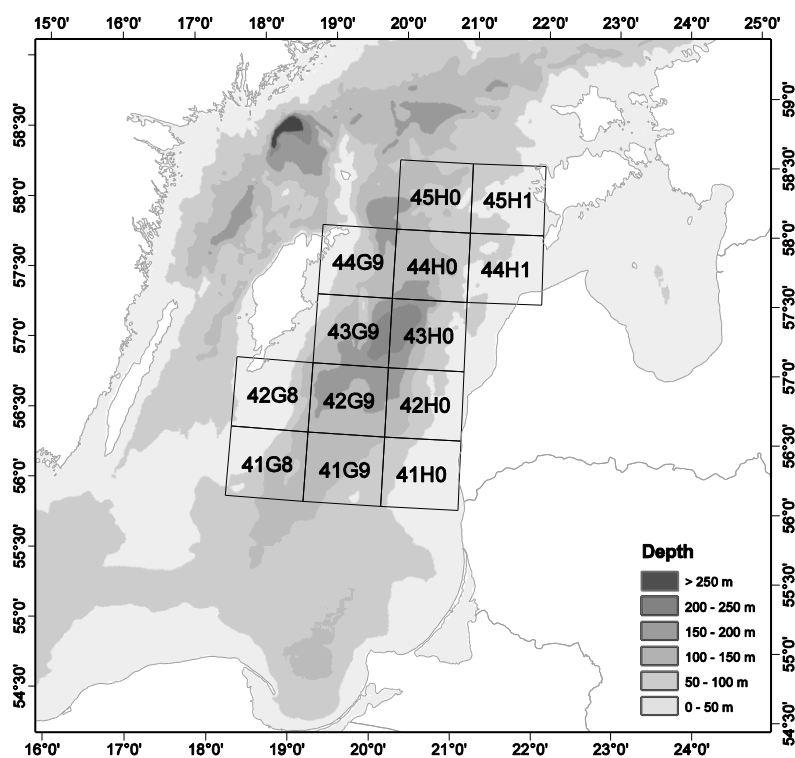 15°0' 16°0' 17°0' 18°0' 19°0' 20°0' 21°0' 22°0' 23°0' 24°0' 25°0'
59°0'
58°30'
58°30'
45H0 45H1
58°0'
58°0'
44G9 44H0 44H1
57°30'
57°30'
43G9 43H0
57°0'
57°0'
42G8 42G9 42H0
56°30'
56°30'
41G8 41G9 41H0
56°0'
56°0'
55°30'
Depth
> 250 m
55°30'
200 - 250 m
55°0'
150 - 200 m
100 - 150 m
55°0'
50 - 100 m
54°30'
0 - 50 m
54°30'
16°0' 17°0' 18°0' 19°0' 20°0' 21°0' 22°0' 23°0' 24°0'